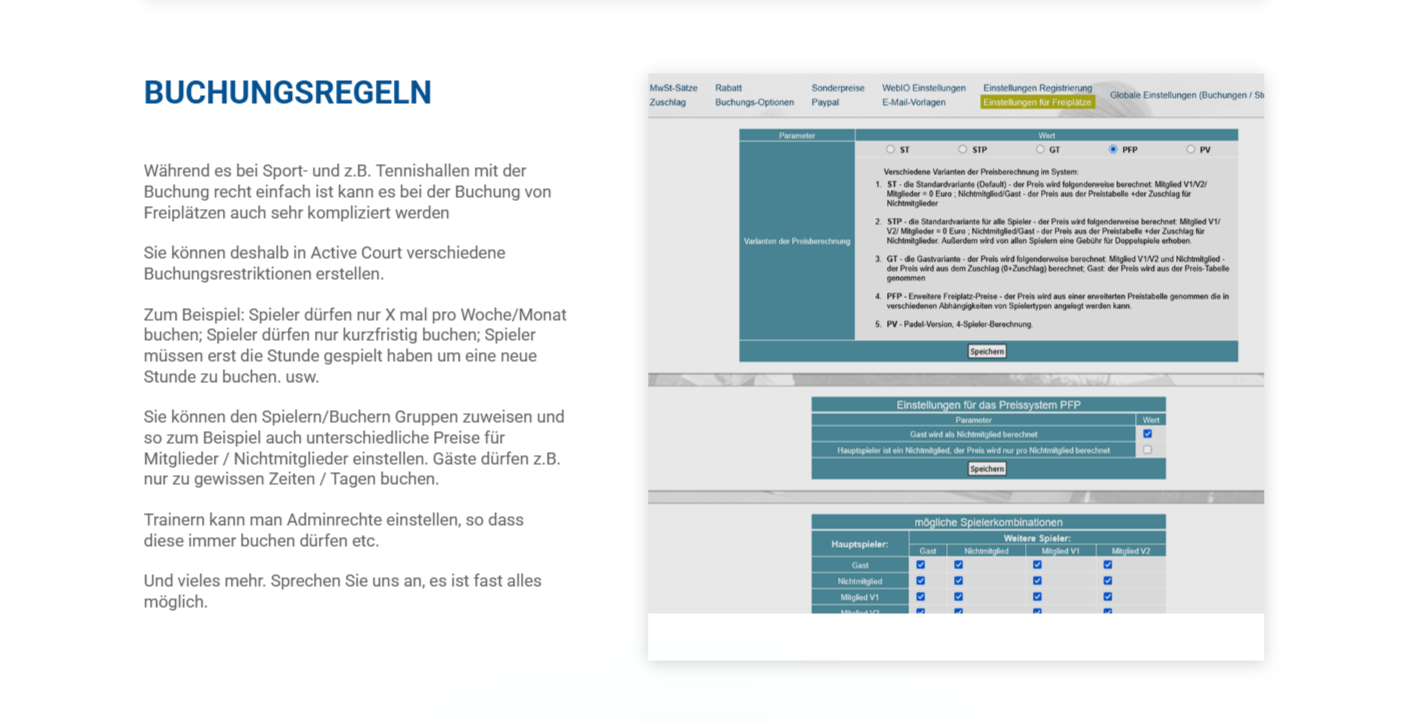 BUCHUNGSREGELN
Während es bei Sport- und z.B. Tennishallen mit der
Buchung recht einfach ist kann es bei der Buchung von
Freiplätzen auch sehr kompliziert werden
Sie können deshalb in Active Court verschiedene
Buchungsrestriktionen erstellen.
Zum Beispiel: Spieler dürfen nur X mal pro Woche/Monat
buchen; Spieler dürfen nur kurzfristig buchen; Spieler
müssen erst die Stunde gespielt haben um eine neue
Stunde zu buchen. usw.
Sie können den Spielern/Buchern Gruppen zuweisen und
so zum Beispiel auch unterschiedliche Preise für
Mitglieder / Nichtmitglieder einstellen. Gäste dürfen z.B.
nur zu gewissen Zeiten / Tagen buchen.
Trainern kann man Adminrechte einstellen, so dass
diese immer buchen dürfen etc.
Und vieles mehr. Sprechen Sie uns an, es ist fast alles
möglich.
MwSt-Sätze Rabatt Sonderpreise WebIO Einstellungen Einstellungen Registrierung
Zuschlag Buchungs-Optionen Paypal E-Mail-Vorlagen Einstellungen für Freiplätze
Globale Einstellungen (Buchungen /
Parameter Wert
ST STP GT PFP PV
Varianten der Preisberechnung
Verschiedene Varianten der Preisberechnung im System:
1. ST - die Standardvariante (Default) - der Preis wird folgenderweise berechnet: Mitglied V1/V2/
Mitglieder = 0 Euro ; Nichtmitglied/Gast - der Preis aus der Preistabelle +der Zuschlag für
Nichtmitglieder
2. STP - die Standardvariante für alle Spieler - der Preis wird folgenderweise berechnet: Mitglied V1/
V2/ Mitglieder = 0 Euro ; Nichtmitglied/Gast - der Preis aus der Preistabelle +der Zuschlag für
Nichtmitglieder. Außerdem wird von allen Spielern eine Gebühr für Doppelspiele erhoben.
3. GT - die Gastvariante - der Preis wird folgenderweise berechnet: Mitglied V1/V2 und Nichtmitglied -
der Preis wird aus dem Zuschlag (0+Zuschlag) berechnet; Gast: der Preis wird aus der Preis-Tabelle
genommen
4. PFP - Erweitere Freiplatz-Preise - der Preis wird aus einer erweiterten Preistabelle genommen die in
verschiedenen Abhängigkeiten von Spielertypen angelegt werden kann.
5. PV - Padel-Version, 4-Spieler-Berechnung.
Speichern
Einstellungen für das Preissystem PFP
Parameter Wert
Gast wird als Nichtmitglied berechnet
Hauptspieler ist ein Nichtmitglied, der Preis wird nur pro Nichtmitglied berechnet
Speichern
mögliche Spielerkombinationen
Hauptspieler: Weitere Spieler:
Gast Nichtmitglied Mitglied V1 Mitglied V2
Gast
Nichtmitglied
Mitglied V1
Mitglied V2